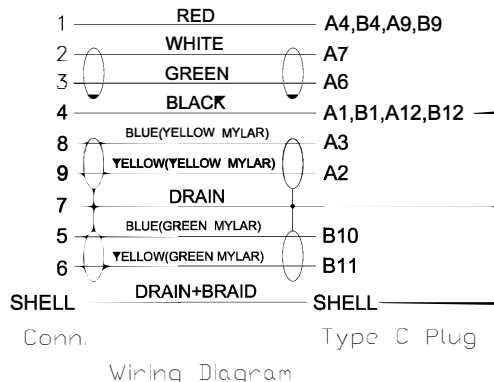 1 RED A4,B4,A9,B9
2 WHITE A7
3 GREEN A6
4 BLACK A1,B1,A12,B12
8 BLUE(YELLOW MYLAR) A3
9 YELLOW(YELLOW MYLAR) A2
7 DRAIN
5 BLUE(GREEN MYLAR) B10
6 YELLOW(GREEN MYLAR) B11
SHELL DRAIN+BRAID SHELL
Conn. Type C Plug
Wiring Diagram